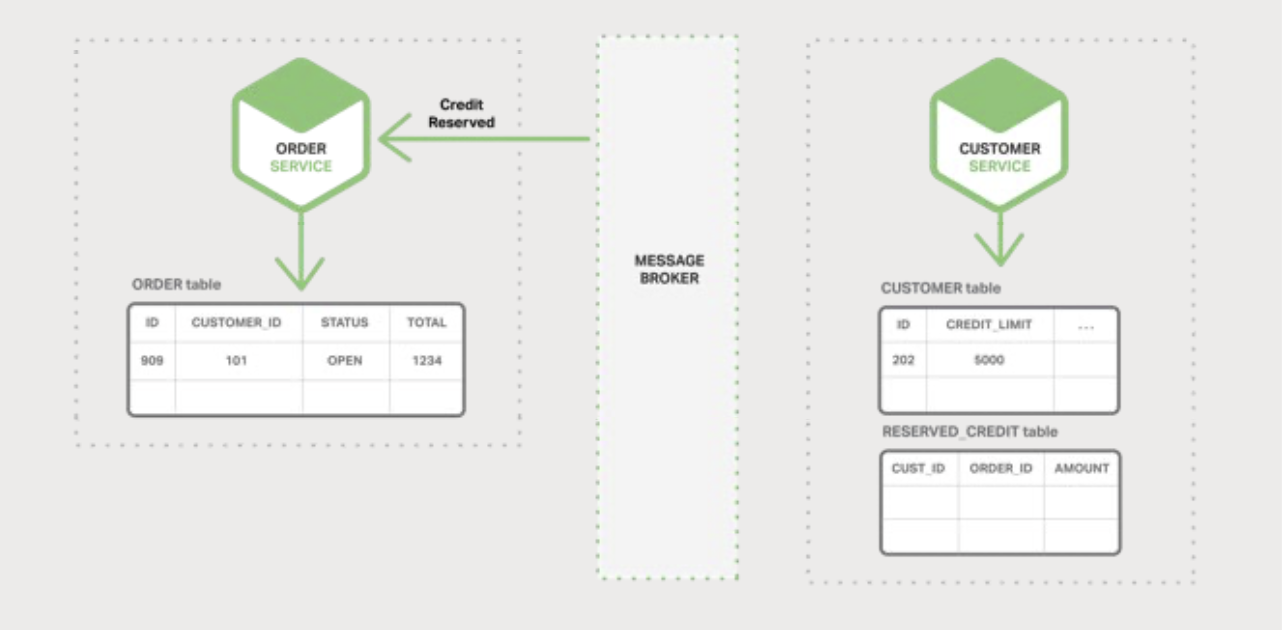 Credit
Reserved
ORDER
SERVICE
ORDER table
ID CUSTOMER_ID STATUS TOTAL
909 101 OPEN 1234
MESSAGE
BROKER
CUSTOMER
SERVICE
CUSTOMER table
ID CREDIT_LIMIT ...
202 5000
RESERVED_CREDIT table
CUST_ID ORDER_ID AMOUNT